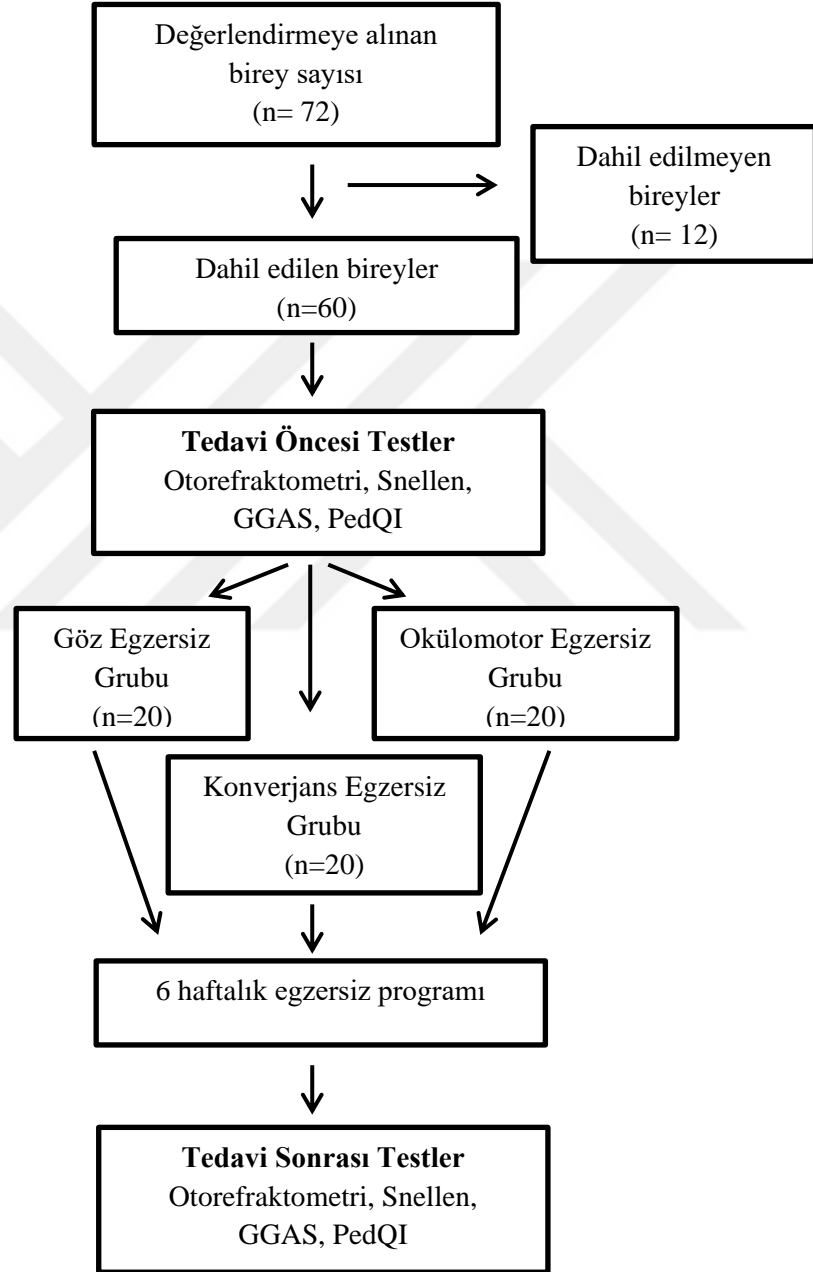 Değerlendirmeye alınan
birey sayısı
(n= 72)
Dahil edilmeyen
bireyler
(n= 12)
Dahil edilen bireyler
(n=60)
Tedavi Öncesi Testler
Otorefraktometri, Snellen,
GGAS, PedQI
Göz Egzersiz
Grubu
(n=20)
Okülomotor Egzersiz
Grubu
(n=20)
Konverjans Egzersiz
Grubu
(n=20)
6 haftalık egzersiz programı
Tedavi Sonrası Testler
Otorefraktometri, Snellen,
GGAS, PedQI